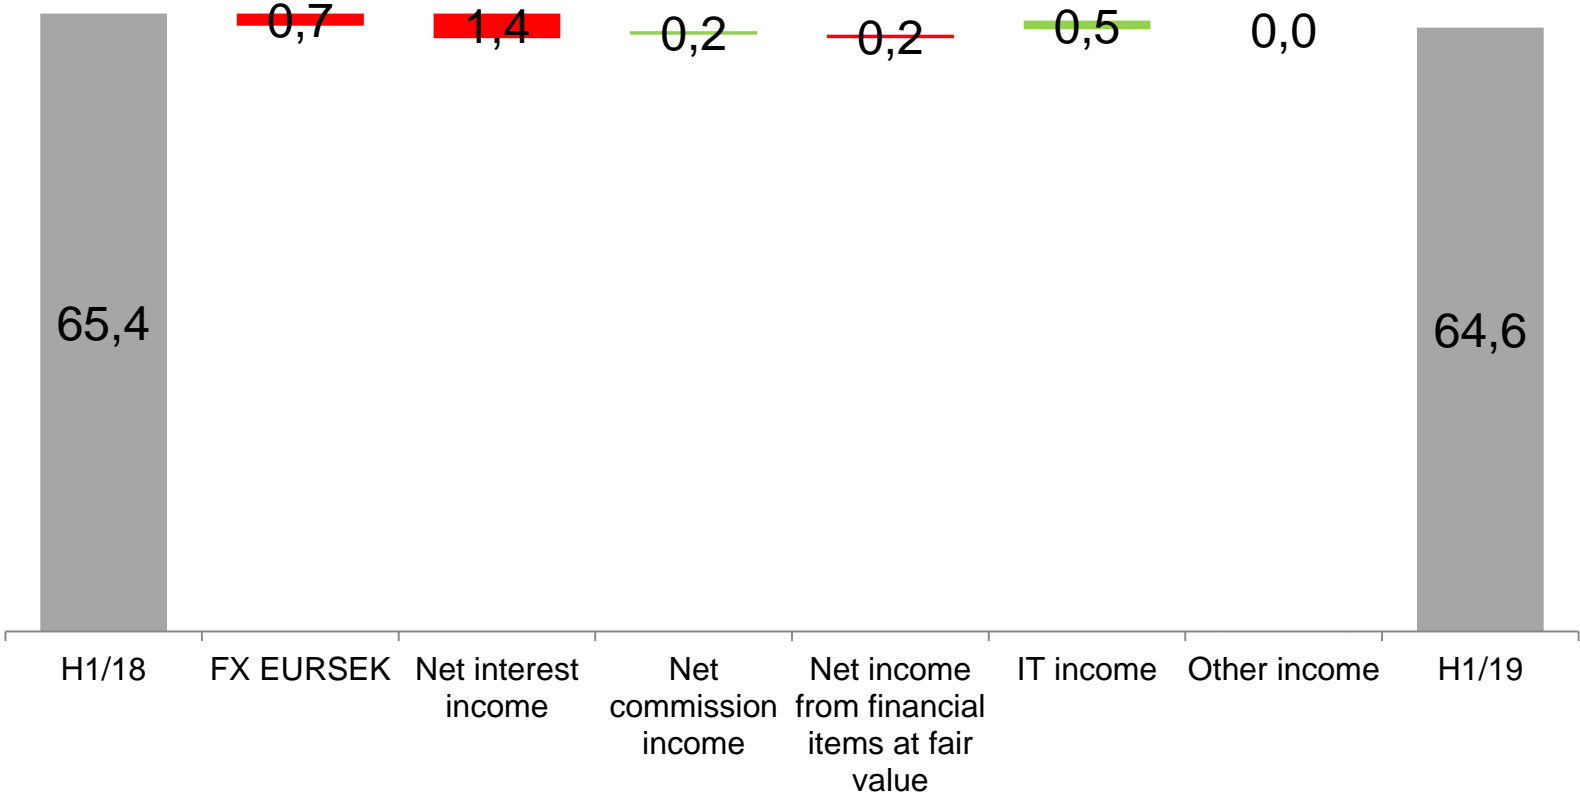 0,7
1,4
0,2
0,2
0,5
0,0
65,4
64,6
H1/18
FX EURSEK
Net interest
income
Net
commission
income
Net income
from financial
items at fair
value
IT income
Other income
H1/19